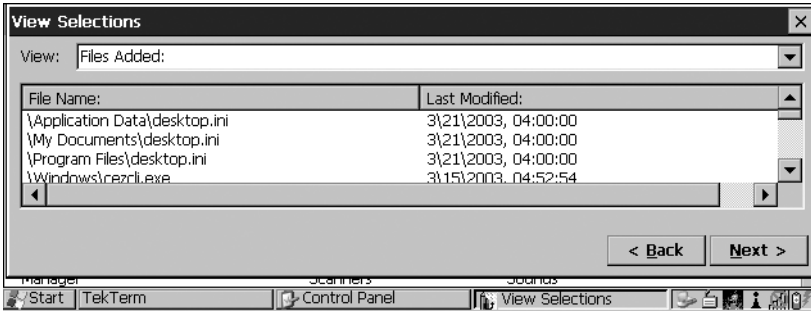 View Selections
View: Files Added:
File Name: Last Modified:
\Application Data\desktop.ini 3\21\2003, 04:00:00
\My Documents\desktop.ini 3\21\2003, 04:00:00
\Program Files\desktop.ini 3\21\2003, 04:00:00
\Windows\cezcli.exe 3\15\2003, 04:52:54
< Back Next >
Manager Scanners Sounds
Start TekTerm Control Panel View Selections